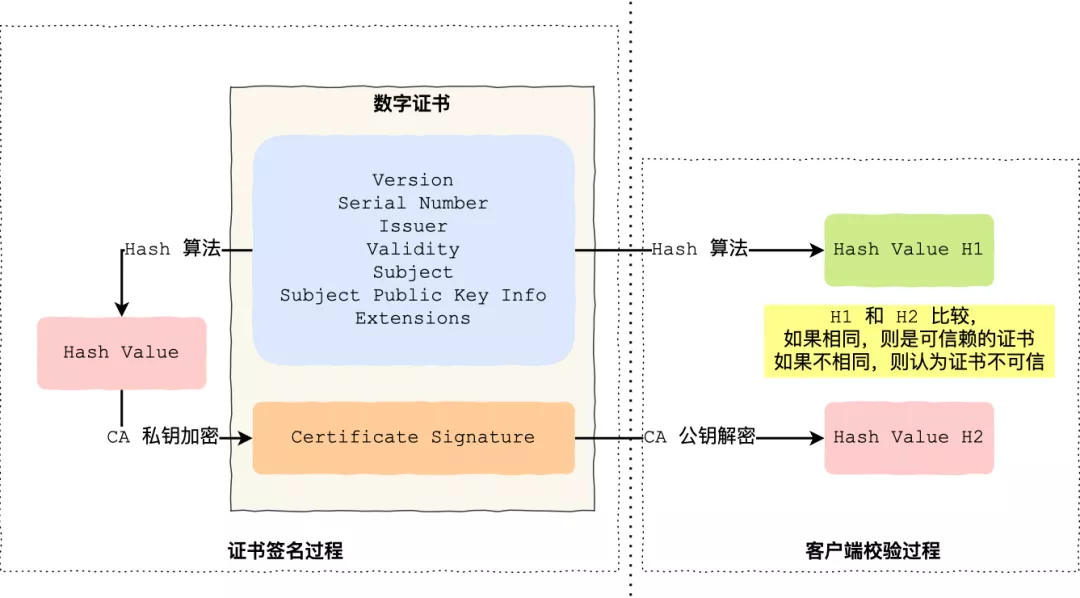 数字证书
Version
Serial Number
Issuer
Validity
Subject
Subject Public Key Info
Extensions
Hash 算法
Hash Value
CA 私钥加密
Certificate Signature
证书签名过程
Hash 算法
Hash Value H1
H1 和 H2 比较，
如果相同，则是可信赖的证书
如果不相同，则认为证书不可信
CA 公钥解密
Hash Value H2
客户端校验过程